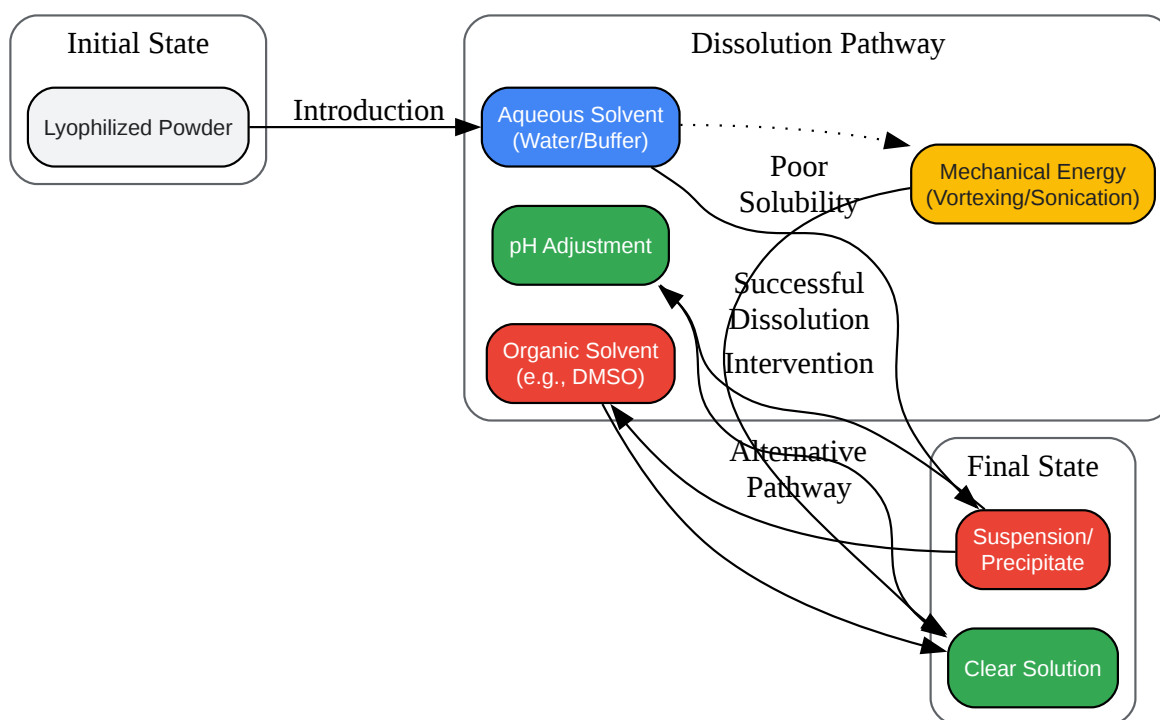 Initial State
Lyophilized Powder
Introduction
Dissolution Pathway
Aqueous Solvent
(Water/Buffer)
Mechanical Energy
(Vortexing/Sonication)
Poor
Solubility
pH Adjustment
Successful
Dissolution
Organic Solvent
(e.g., DMSO)
Intervention
Alternative
Pathway
Final State
Suspension/
Precipitate
Clear Solution